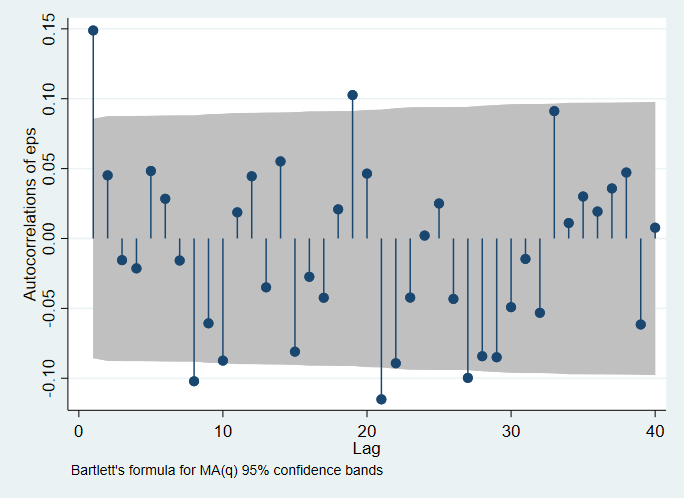 Autocorrelations of eps
0.15
0.10
0.05
0.00
-0.05
-0.10
0 10 20 30 40
Lag
Bartlett's formula for MA(q) 95% confidence bands